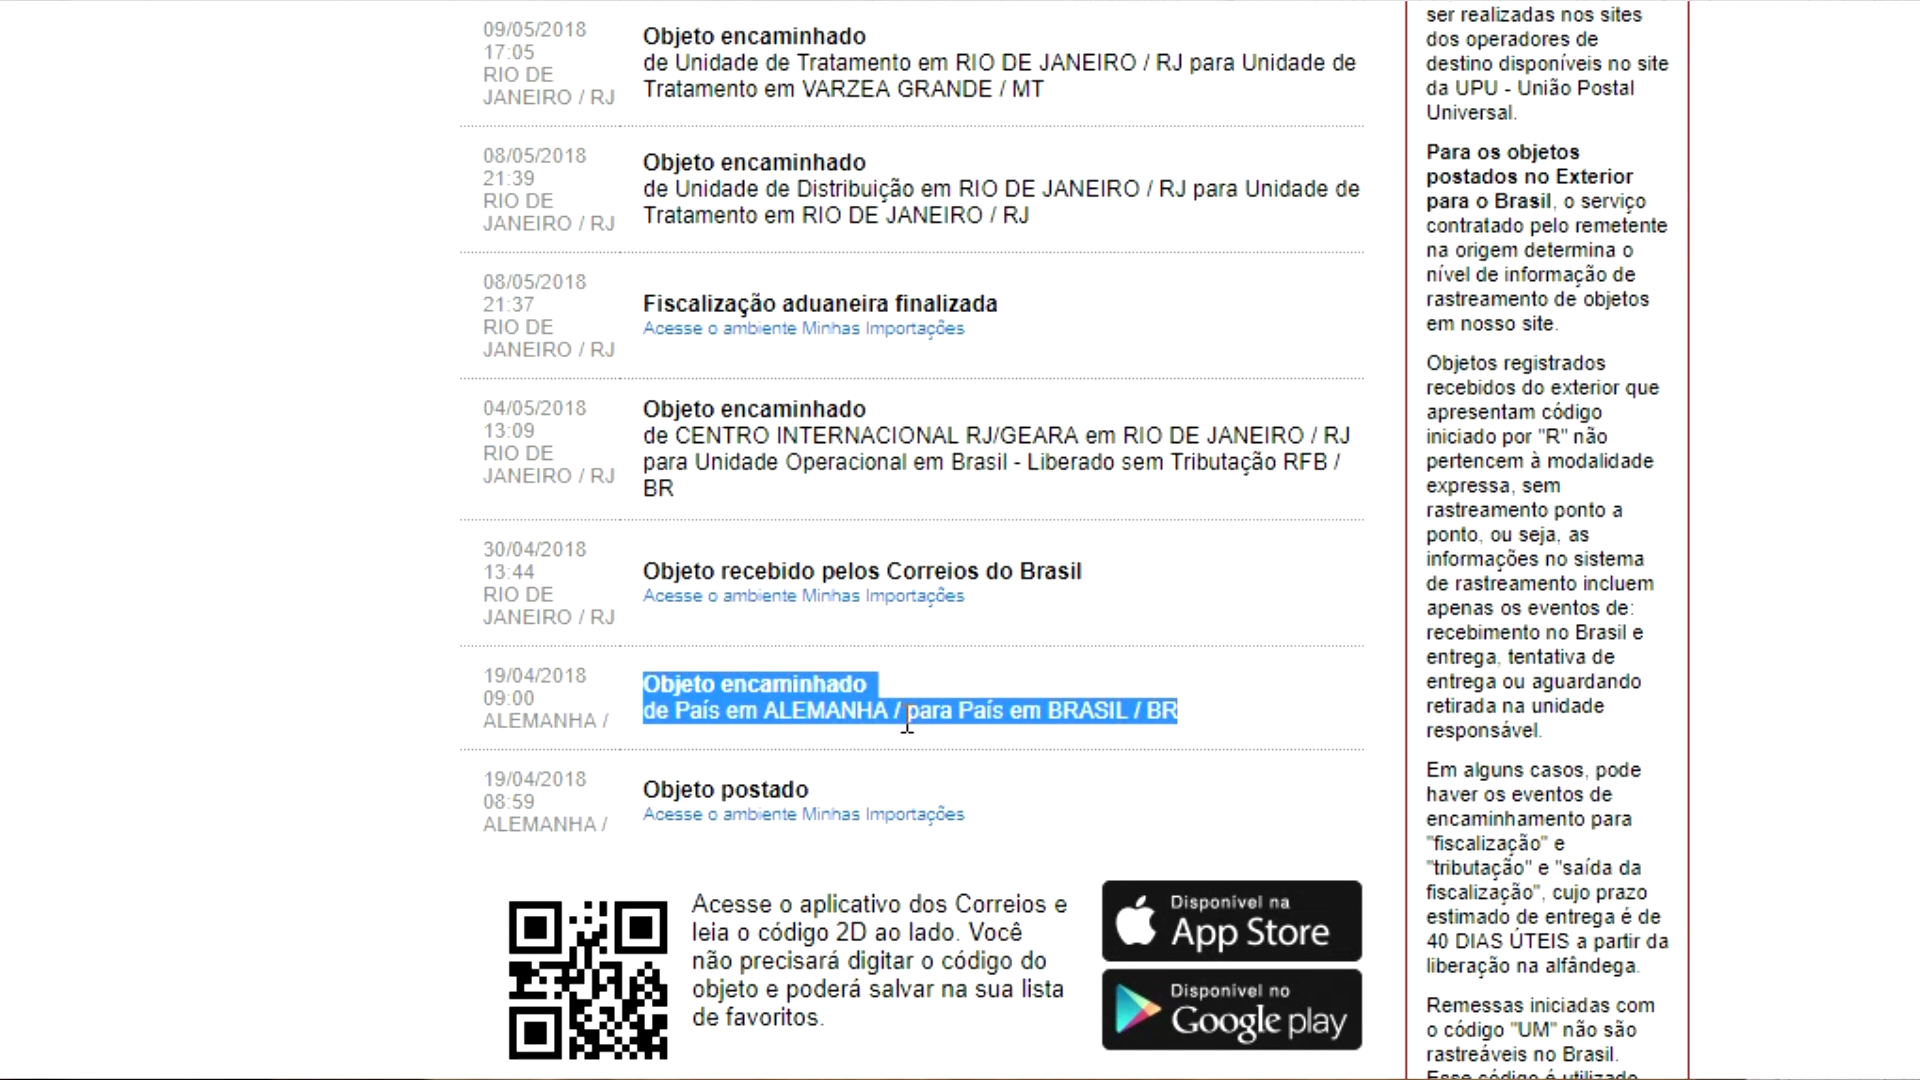 09/05/2018
17:05
RIO DE
JANEIRO / RJ
Objeto encaminhado
de Unidade de Tratamento em RIO DE JANEIRO / RJ para Unidade de
Tratamento em VARZEA GRANDE / MT
08/05/2018
21:39
RIO DE
JANEIRO / RJ
Objeto encaminhado
de Unidade de Distribuição em RIO DE JANEIRO / RJ para Unidade de
Tratamento em RIO DE JANEIRO / RJ
08/05/2018
21:37
RIO DE
JANEIRO / RJ
Fiscalização aduaneira finalizada
Acesse o ambiente Minhas Importações
04/05/2018
13:09
RIO DE
JANEIRO / RJ
Objeto encaminhado
de CENTRO INTERNACIONAL RJ/GEARA em RIO DE JANEIRO / RJ
para Unidade Operacional em Brasil - Liberado sem Tributação RFB /
BR
30/04/2018
13:44
RIO DE
JANEIRO / RJ
Objeto recebido pelos Correios do Brasil
Acesse o ambiente Minhas Importações
19/04/2018
09:00
ALEMANHA /
Objeto encaminhado
de País em ALEMANHA / para País em BRASIL / BR
19/04/2018
08:59
ALEMANHA /
Objeto postado
Acesse o ambiente Minhas Importações
Acesse o aplicativo dos Correios e
leia o código 2D ao lado. Você
não precisará digitar o código do
objeto e poderá salvar na sua lista
de favoritos.
Disponível na
App Store
Disponível no
Google play
ser realizadas nos sites
dos operadores de
destino disponíveis no site
da UPU - União Postal
Universal.
Para os objetos
postados no Exterior
para o Brasil, o serviço
contratado pelo remetente
na origem determina o
nível de informação de
rastreamento de objetos
em nosso site.
Objetos registrados
recebidos do exterior que
apresentam código
iniciado por "R" não
pertencem à modalidade
expressa, sem
rastreamento ponto a
ponto, ou seja, as
informações no sistema
de rastreamento incluem
apenas os eventos de:
recebimento no Brasil e
entrega, tentativa de
entrega ou aguardando
retirada na unidade
responsável.
Em alguns casos, pode
haver os eventos de
encaminhamento para
"fiscalização" e
"tributação" e "saída da
fiscalização", cujo prazo
estimado de entrega é de
40 DIAS ÚTEIS a partir da
liberação na alfândega.
Remessas iniciadas com
o código "UM" não são
rastreáveis no Brasil.
Esse código é utilizado